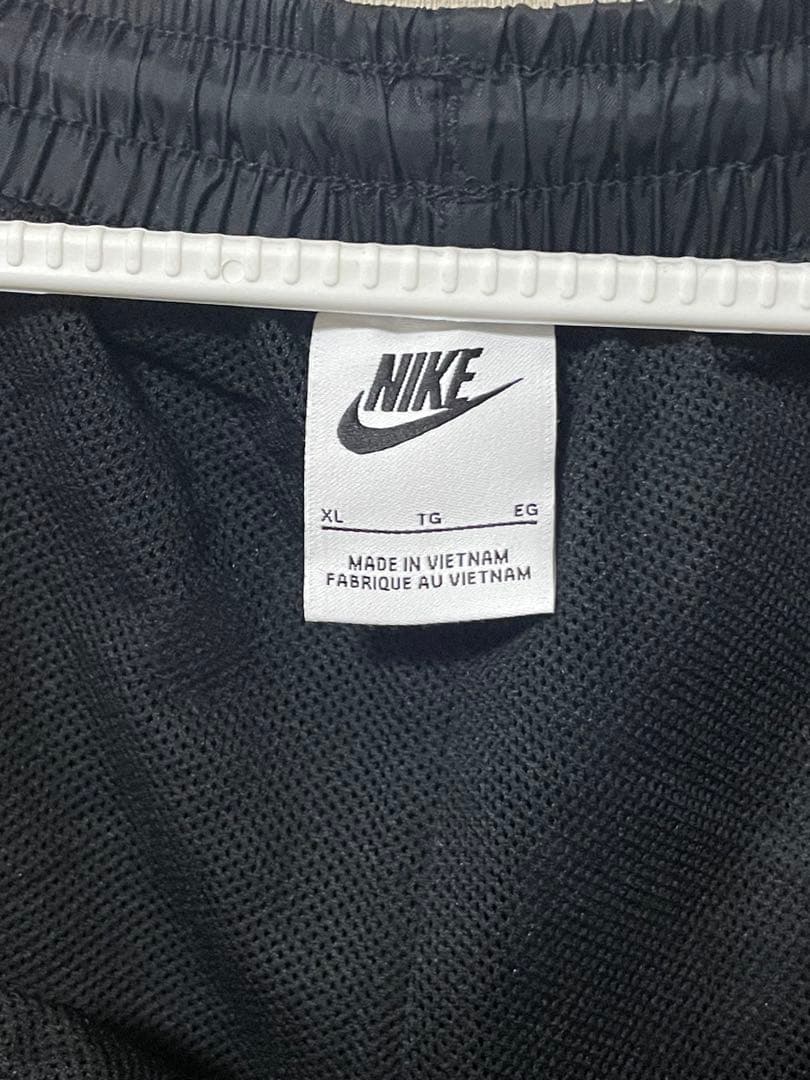 NIKE
XL TG EG
MADE IN VIETNAM
FABRIQUE AU VIETNAM